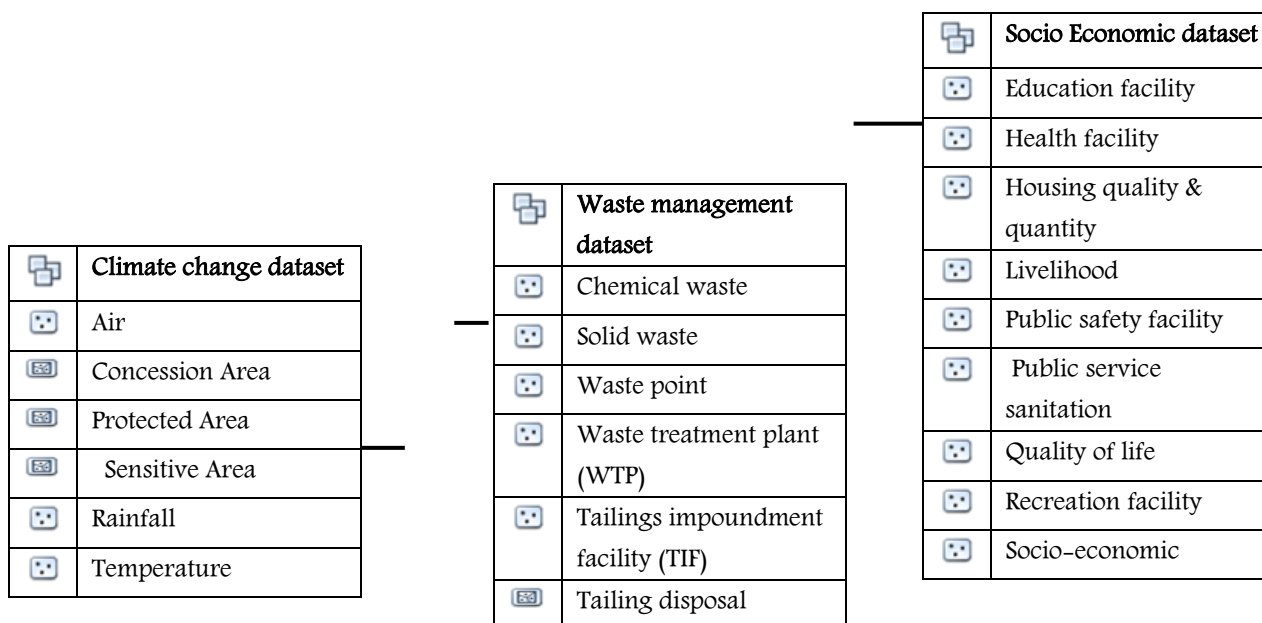 Climate change dataset
Air
Concession Area
Protected Area
Sensitive Area
Rainfall
Temperature
Waste management
dataset
Chemical waste
Solid waste
Waste point
Waste treatment plant
(WTP)
Tailings impoundment
facility (TIF)
Tailing disposal
Socio Economic dataset
Education facility
Health facility
Housing quality &
quantity
Livelihood
Public safety facility
Public service
sanitation
Quality of life
Recreation facility
Socio-economic